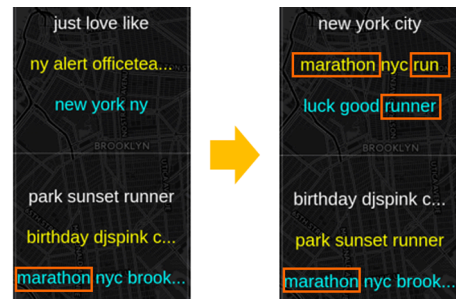 just love like
ny alert officetea...
new york ny
BROOKLYN
park sunset runner
birthday djspink c...
marathon nyc brook...
new york city
marathon nyc run
luck good runner
BROOKLYN
birthday djspink c...
park sunset runner
marathon nyc brook...